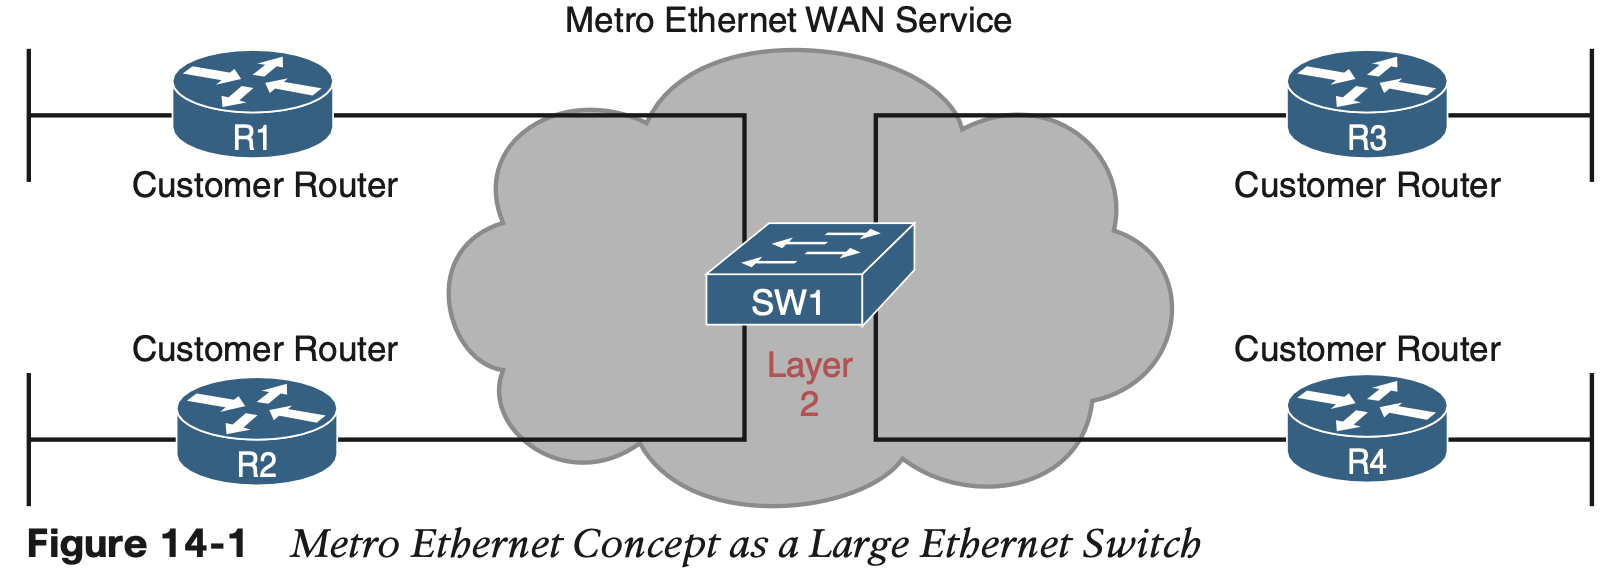 Metro Ethernet WAN Service
R1
Customer Router
R3
Customer Router
SW1
Layer
2
Customer Router
R2
Customer Router
R4
Figure 14-1 Metro Ethernet Concept as a Large Ethernet Switch